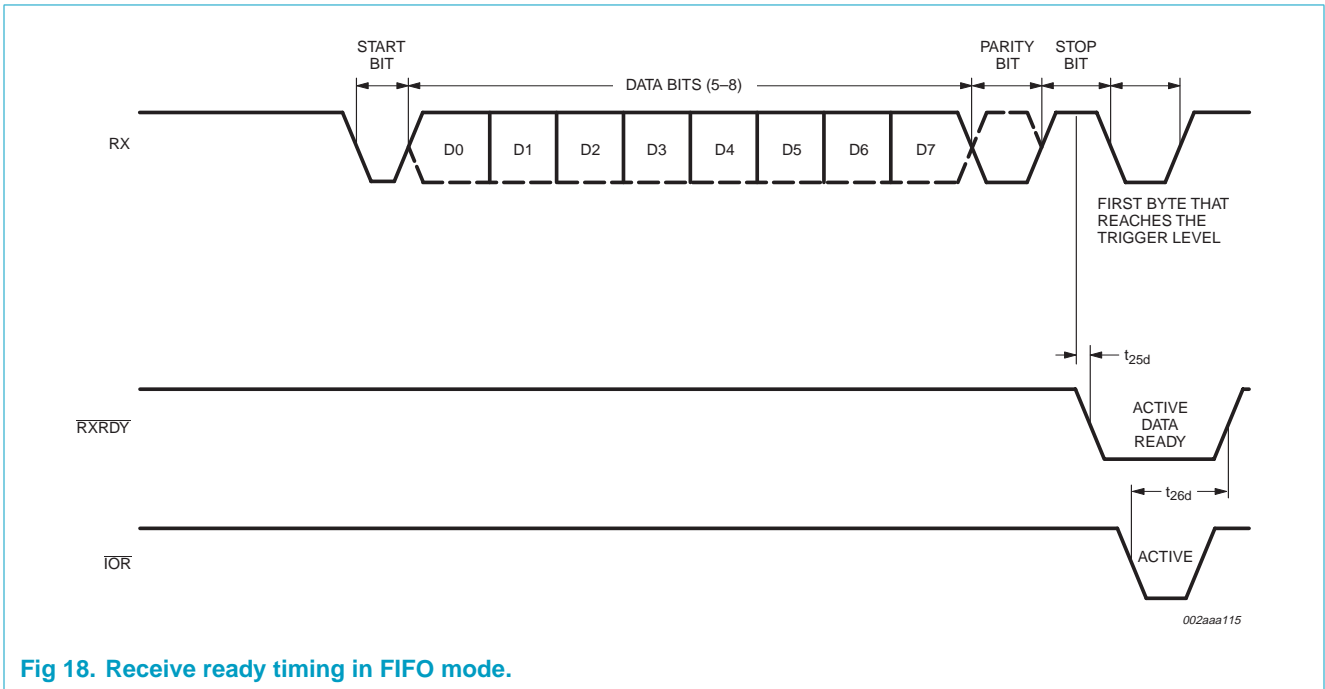 START
BIT
DATA BITS (5–8)
PARITY
BIT
STOP
BIT
RX
D0
D1
D2
D3
D4
D5
D6
D7
FIRST BYTE THAT
REACHES THE
TRIGGER LEVEL
t25d
RXRDY
ACTIVE
DATA
READY
t26d
IOR
ACTIVE
002aaa115
Fig 18. Receive ready timing in FIFO mode.